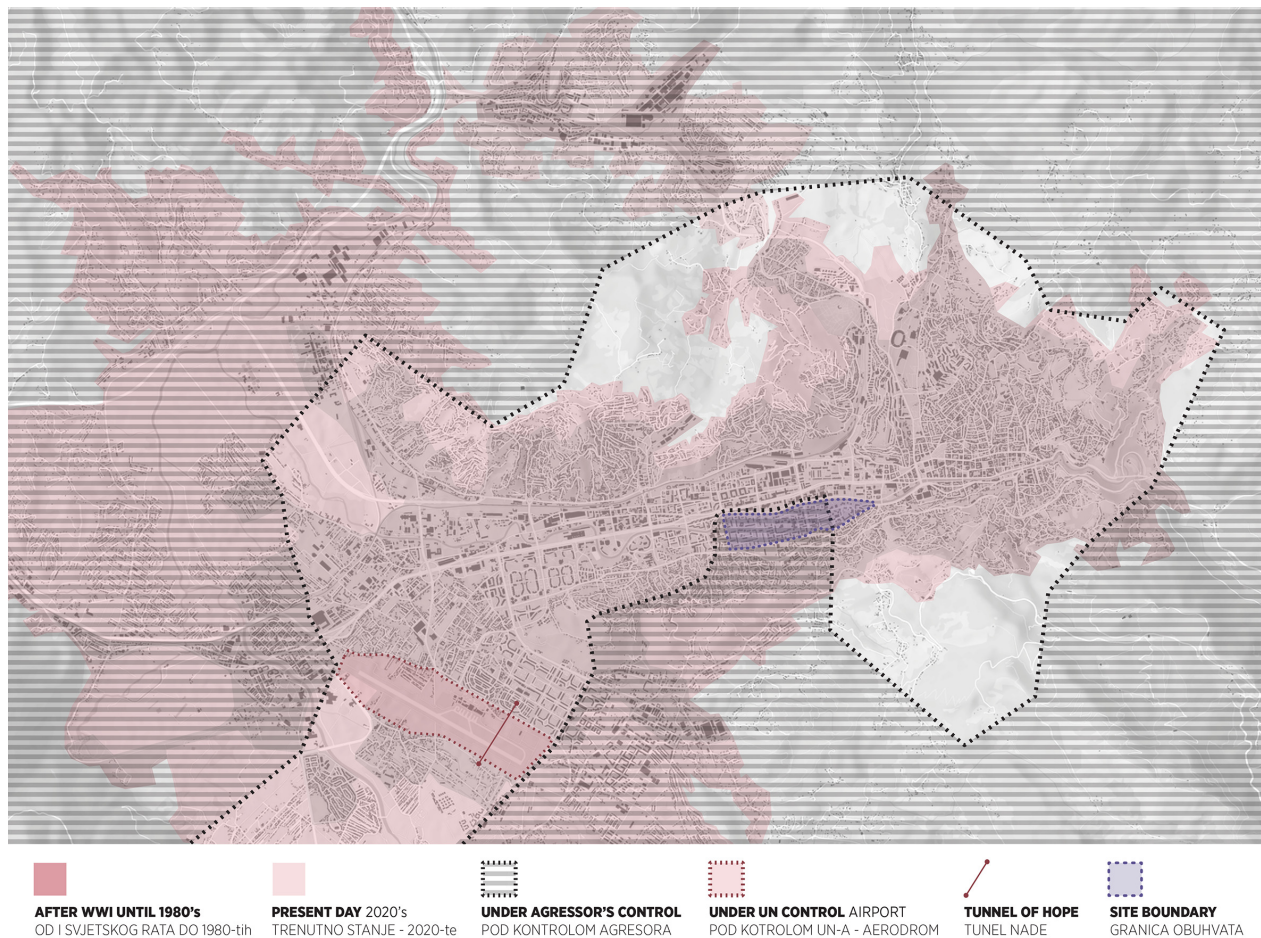 AFTER WWI UNTIL 1980's
OD I SVJETSKOG RATA DO 1980-tih
PRESENT DAY 2020's
TRENUTNO STANJE - 2020-te
UNDER AGRESSOR'S CONTROL
POD KONTROLOM AGRESORA
UNDER UN CONTROL AIRPORT
POD KOTROLOM UN-A - AERODROM
TUNNEL OF HOPE
TUNEL NADE
SITE BOUNDARY
GRANICA OBUHVATA